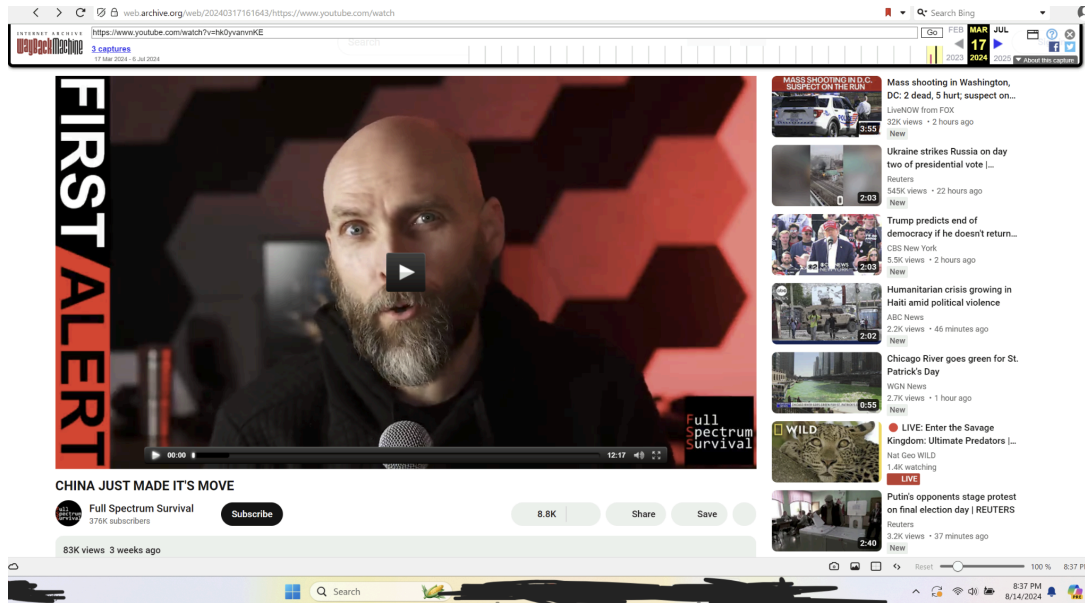 web.archive.org/web/20240317161643/https://www.youtube.com/watch
Search Bing
INTERNET ARCHIVE
WayBackMachine
https://www.youtube.com/watch?v=hk0yvanvnKE
Go
FEB MAR JUL
3 captures
17
17 Mar 2024 - 6 Jul 2024
2023 2024 2025
About this capture
Search
FIRST ALERT
Full
Spectrum
Survival
00:00
12:17
CHINA JUST MADE IT'S MOVE
Full Spectrum Survival
376K subscribers
Subscribe
8.8K
Share
Save
83K views 3 weeks ago
MASS SHOOTING IN D.C.
SUSPECT ON THE RUN
3:55
Mass shooting in Washington,
DC: 2 dead, 5 hurt; suspect on...
LiveNOW from FOX
32K views • 2 hours ago
New
2:03
Ukraine strikes Russia on day
two of presidential vote |...
Reuters
545K views • 22 hours ago
New
2:03
Trump predicts end of
democracy if he doesn't return...
CBS New York
5.5K views • 2 hours ago
New
2:02
Humanitarian crisis growing in
Haiti amid political violence
ABC News
2.2K views • 46 minutes ago
New
0:55
Chicago River goes green for St.
Patrick's Day
WGN News
2.7K views • 1 hour ago
New
WILD
LIVE: Enter the Savage
Kingdom: Ultimate Predators |...
Nat Geo WILD
1.4K watching
LIVE
2:40
Putin's opponents stage protest
on final election day | REUTERS
Reuters
3.2K views • 37 minutes ago
New
Reset
100 %
8:37 P
Search
8:37 PM
8/14/2024